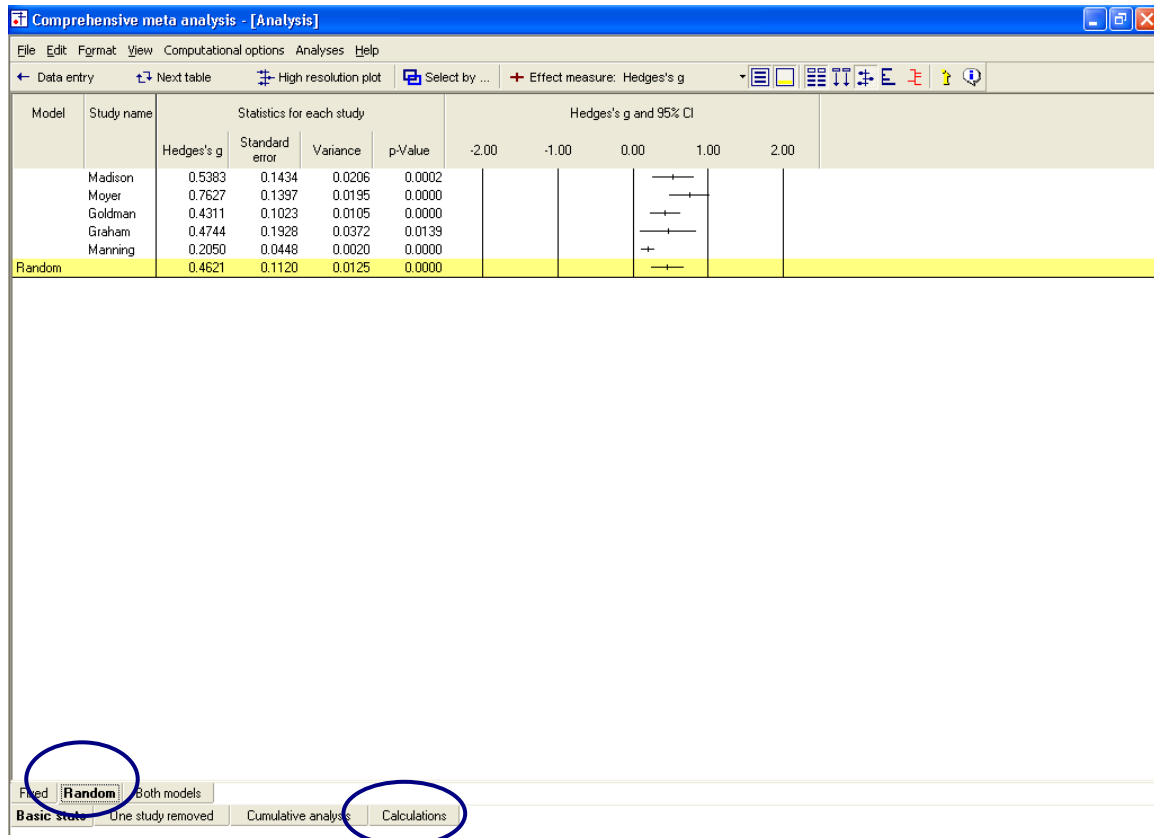 Comprehensive meta analysis - [Analysis]
File Edit Format View Computational options Analyses Help
Data entry Next table High resolution plot Select by ... Effect measure: Hedges's g
Model Study name Statistics for each study Hedges's g and 95% CI
Hedges's g Standard error Variance p-Value -2.00 -1.00 0.00 1.00 2.00
Madison 0.5383 0.1434 0.0206 0.0002
Moyer 0.7627 0.1397 0.0195 0.0000
Goldman 0.4311 0.1023 0.0105 0.0000
Graham 0.4744 0.1928 0.0372 0.0139
Manning 0.2050 0.0448 0.0020 0.0000
Random 0.4621 0.1120 0.0125 0.0000
Fixed Random Both models
Basic stats One study removed Cumulative analysis Calculations